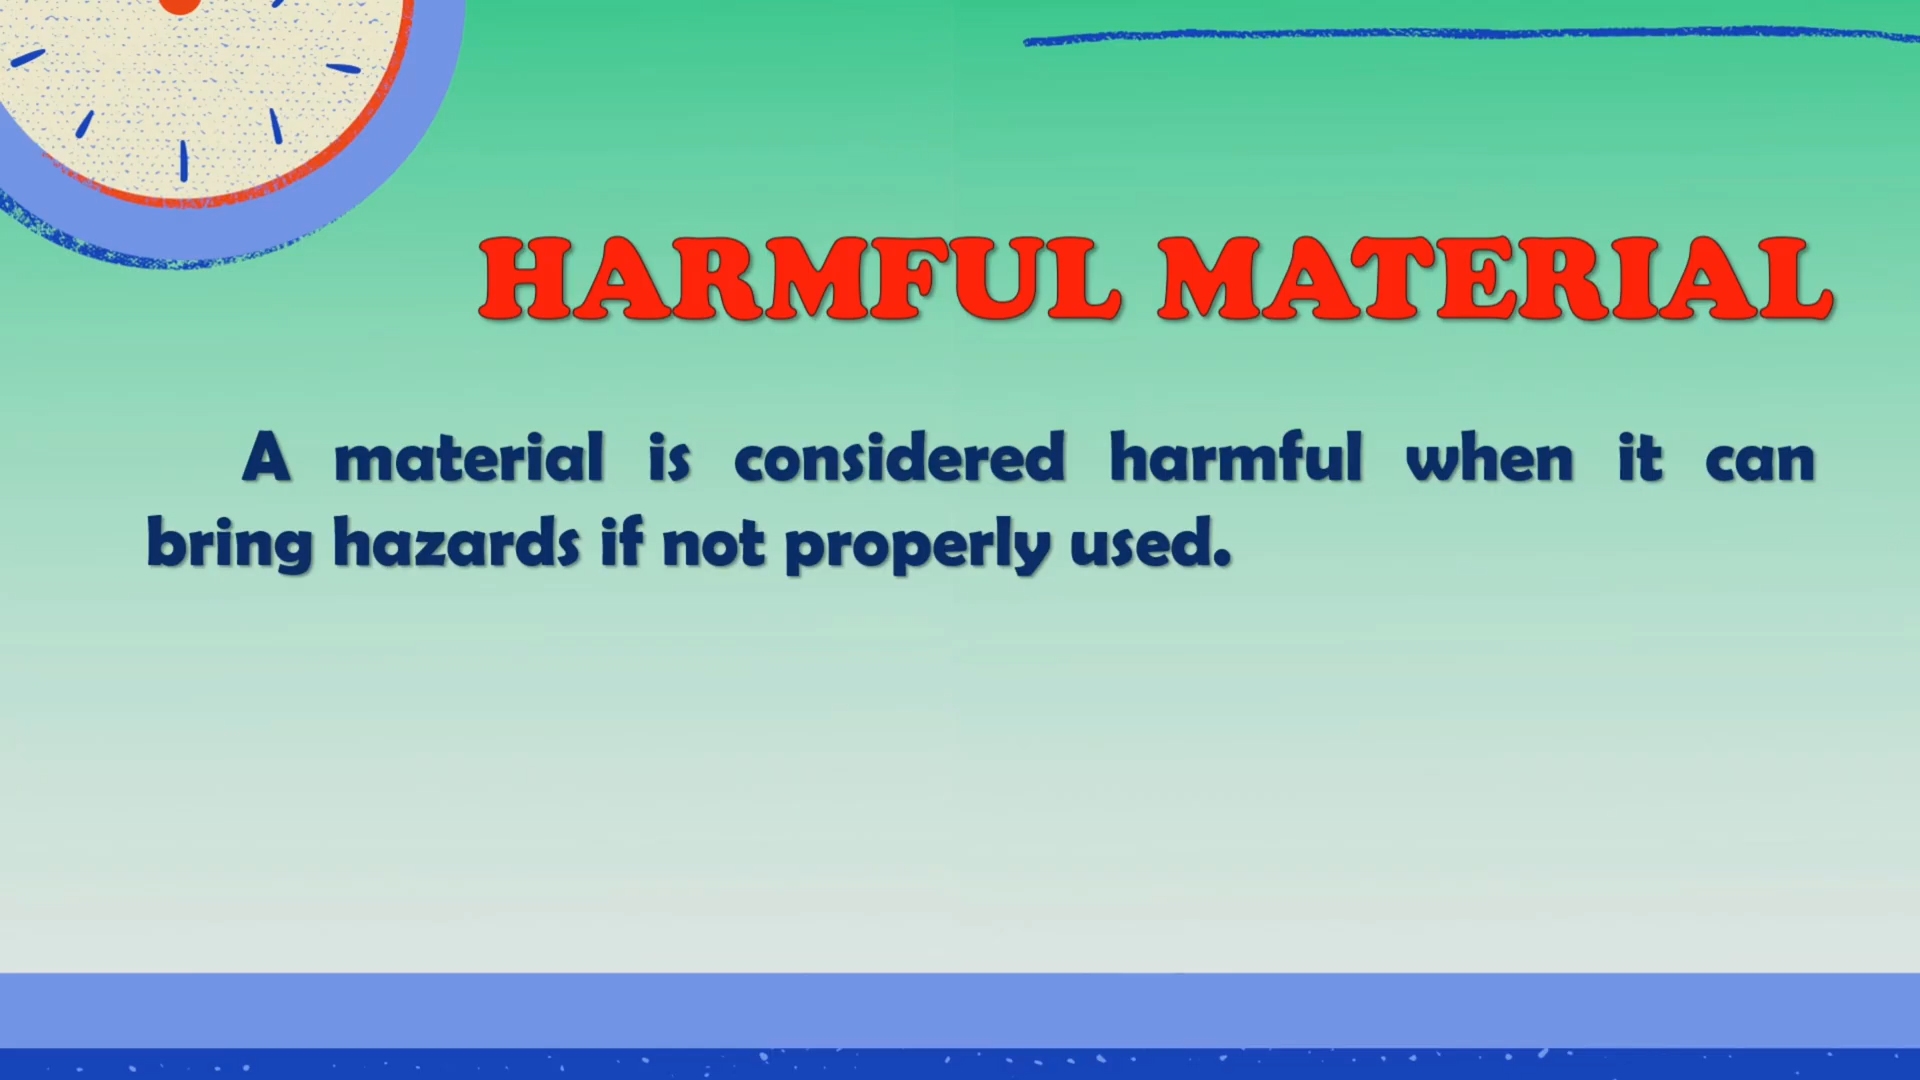 HARMFUL MATERIAL
A material is considered harmful when it can
bring hazards if not properly used.